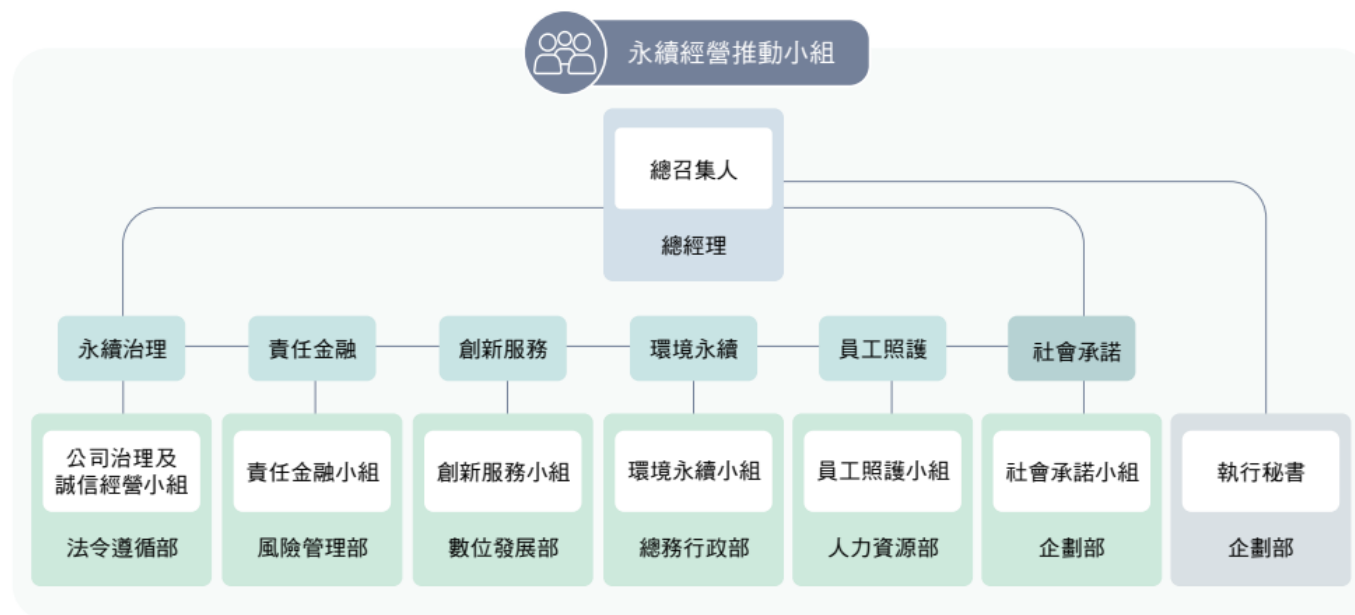 永續經營推動小組
總召集人
總經理
永續治理
責任金融
創新服務
環境永續
員工照護
社會承諾
公司治理及
誠信經營小組
法令遵循部
責任金融小組
風險管理部
創新服務小組
數位發展部
環境永續小組
總務行政部
員工照護小組
人力資源部
社會承諾小組
企劃部
執行秘書
企劃部